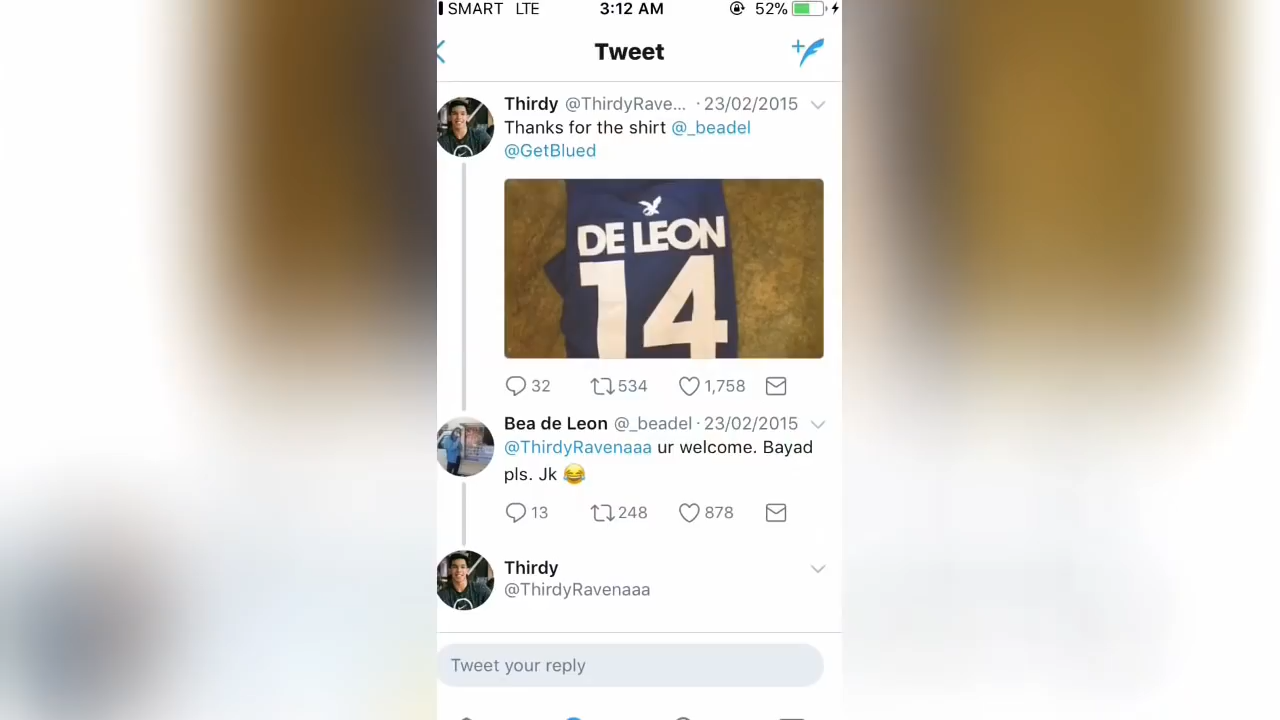 SMART LTE 3:12 AM 52%
Tweet
Thirdy @ThirdyRave... · 23/02/2015
Thanks for the shirt @_beadel
@GetBlued
DE LEON
14
32 534 1,758
Bea de Leon @_beadel · 23/02/2015
@ThirdyRavenaaa ur welcome. Bayad
pls. Jk 😂
13 248 878
Thirdy
@ThirdyRavenaaa
Tweet your reply